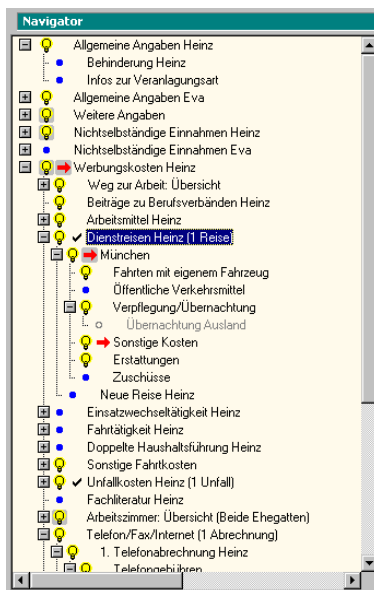 Navigator
Allgemeine Angaben Heinz
Behinderung Heinz
Infos zur Veranlagungsart
Allgemeine Angaben Eva
Weitere Angaben
Nichtselbständige Einnahmen Heinz
Nichtselbständige Einnahmen Eva
Werbungskosten Heinz
Weg zur Arbeit: Übersicht
Beiträge zu Berufsverbänden Heinz
Arbeitsmittel Heinz
Dienstreisen Heinz (1 Reise)
München
Fahrten mit eigenem Fahrzeug
Öffentliche Verkehrsmittel
Verpflegung/Übernachtung
Übernachtung Ausland
Sonstige Kosten
Erstattungen
Zuschüsse
Neue Reise Heinz
Einsatzwechseltätigkeit Heinz
Fahrtätigkeit Heinz
Doppelte Haushaltsführung Heinz
Sonstige Fahrtkosten
Unfallkosten Heinz (1 Unfall)
Fachliteratur Heinz
Arbeitszimmer: Übersicht (Beide Ehegatten)
Telefon/Fax/Internet (1 Abrechnung)
1. Telefonabrechnung Heinz
Telefongebühren